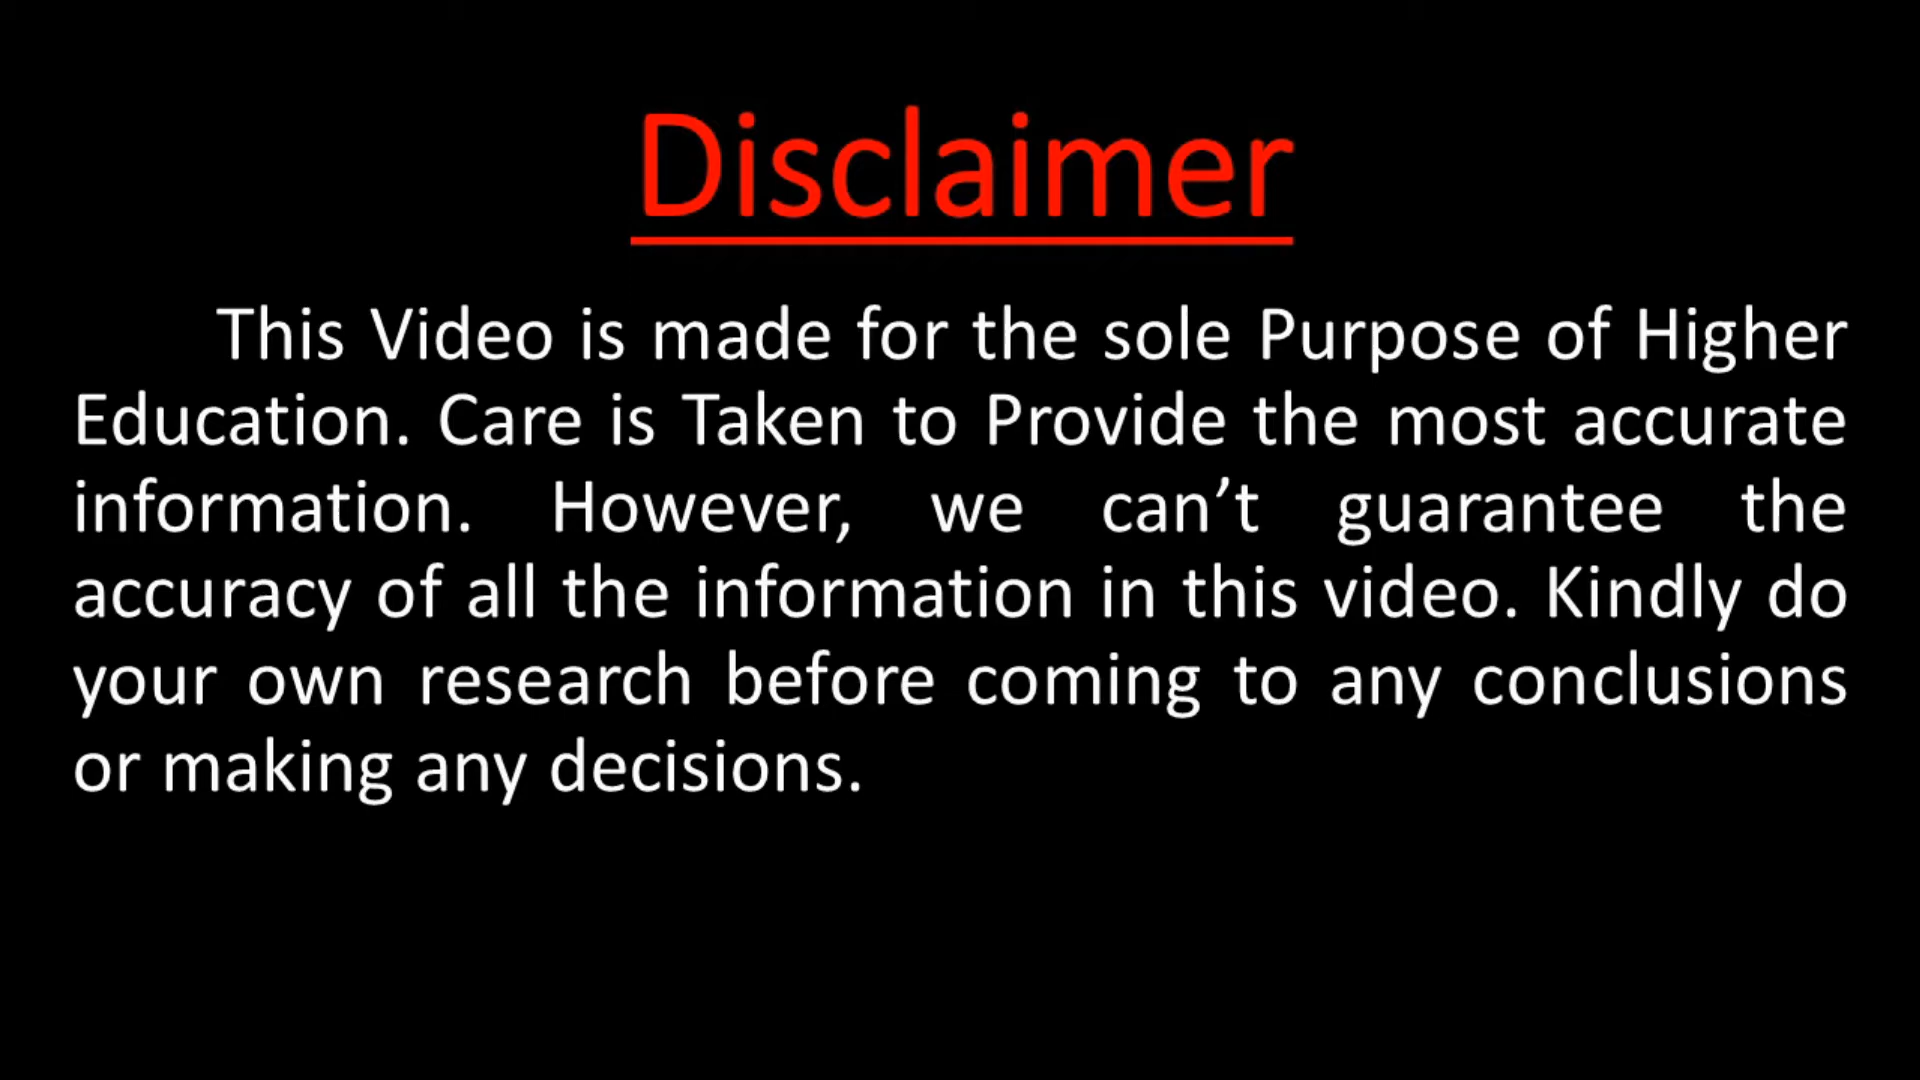 Disclaimer
This Video is made for the sole Purpose of Higher
Education. Care is Taken to Provide the most accurate
information. However, we can’t guarantee the
accuracy of all the information in this video. Kindly do
your own research before coming to any conclusions
or making any decisions.